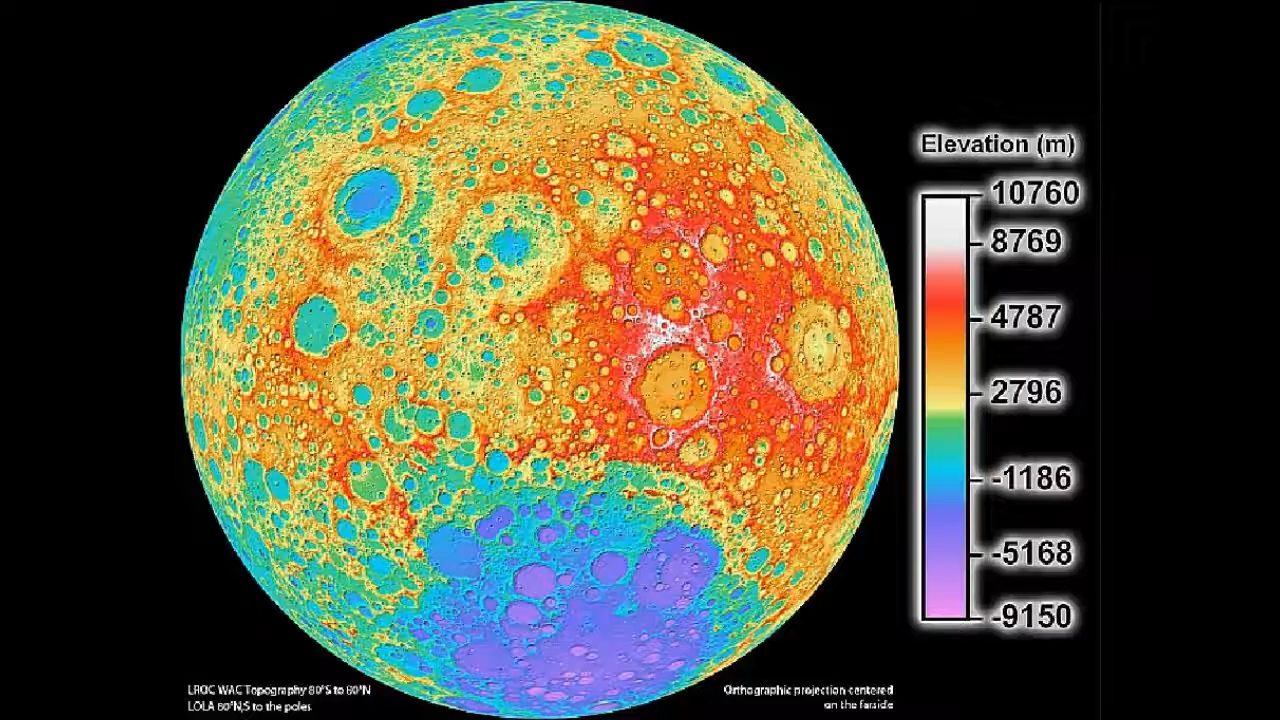 Elevation (m)
10760
8769
4787
2796
-1186
-5168
-9150
LROC WAC Topography 80°S to 80°N
LOLA 80°N,S to the poles
Orthographic projection centered
on the farside